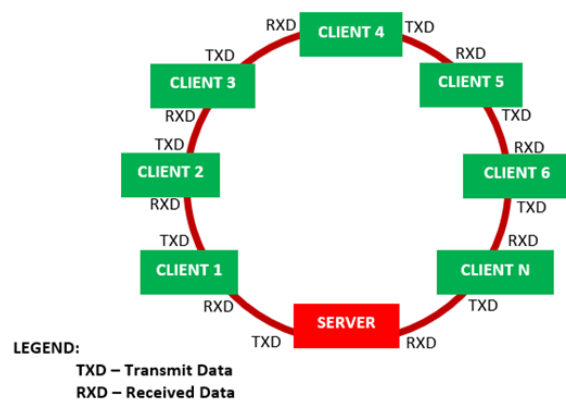 RXD
CLIENT 4
TXD
TXD
RXD
CLIENT 3
CLIENT 5
RXD
TXD
TXD
RXD
CLIENT 2
CLIENT 6
RXD
TXD
TXD
RXD
CLIENT 1
CLIENT N
RXD
TXD
SERVER
TXD
RXD
LEGEND:
TXD – Transmit Data
RXD – Received Data